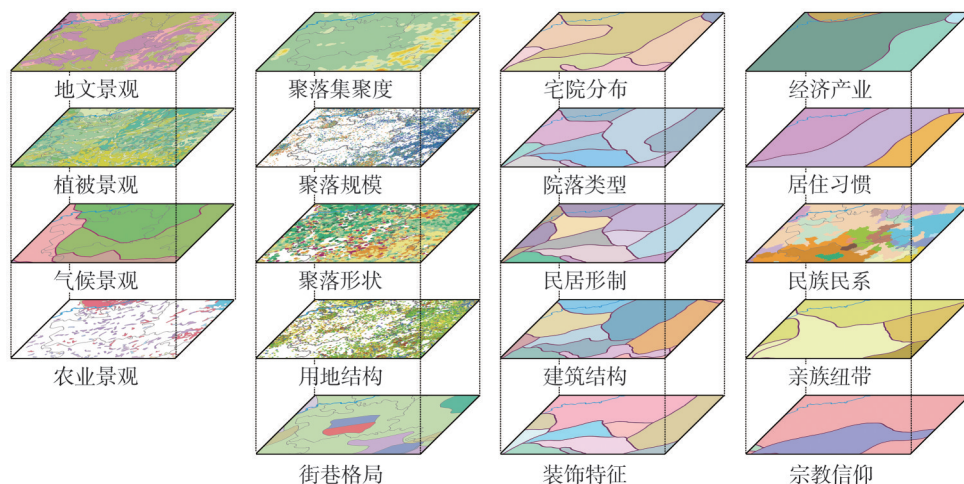 地文景观
聚落集聚度
宅院分布
经济产业
植被景观
聚落规模
院落类型
居住习惯
气候景观
聚落形状
民居形制
民族民系
农业景观
用地结构
建筑结构
亲族纽带
街巷格局
装饰特征
宗教信仰